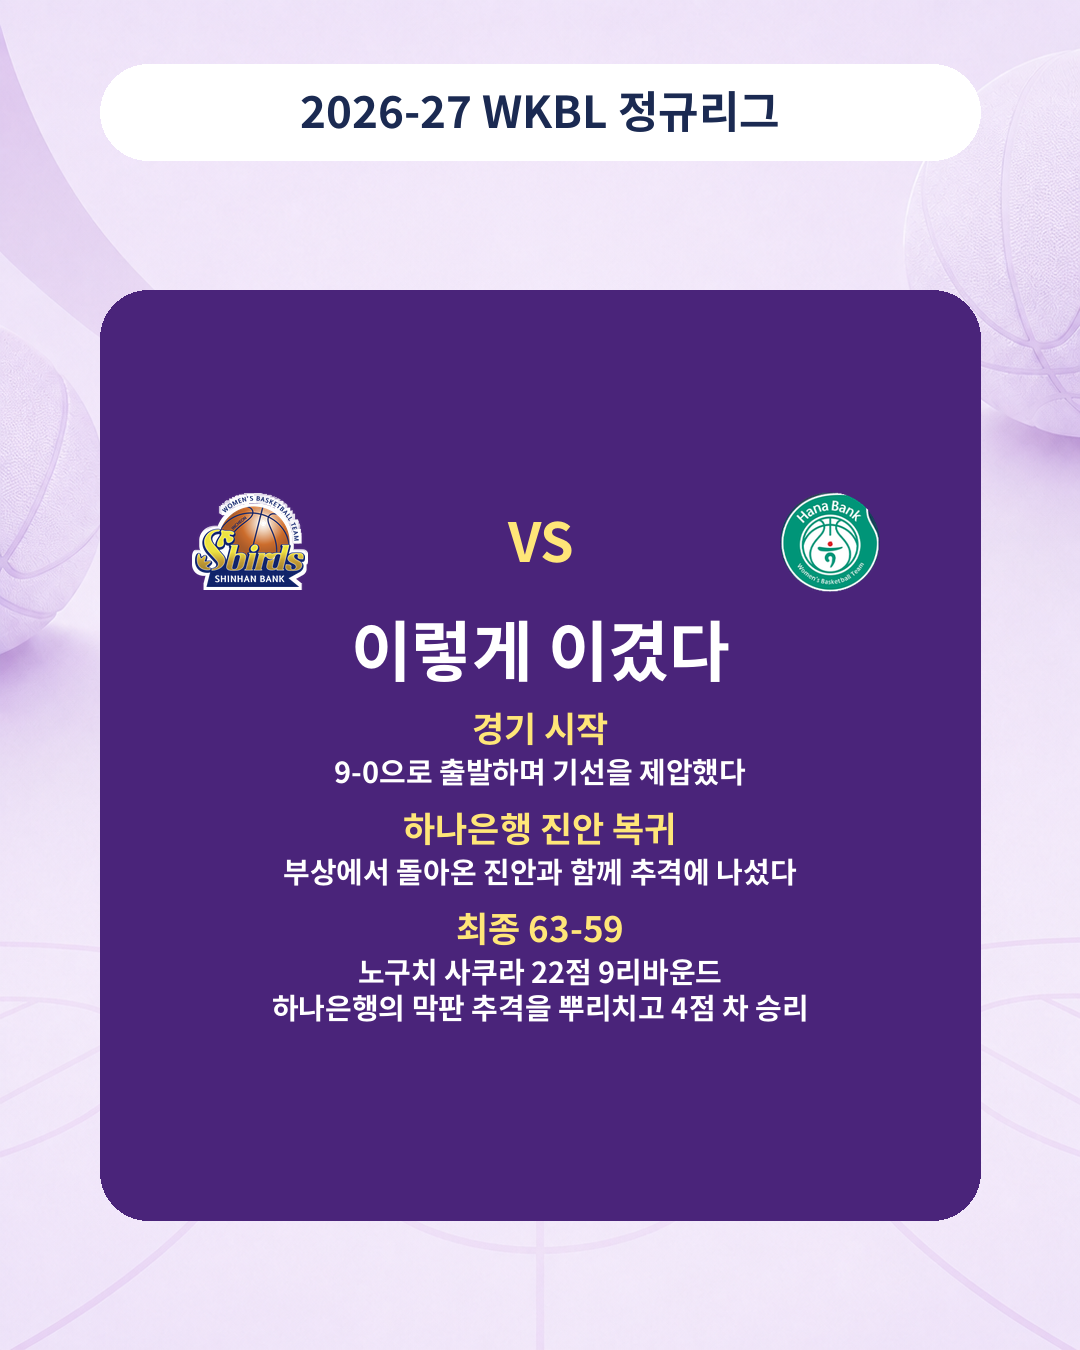 2026-27 WKBL 정규리그
WOMEN'S BASKETBALL TEAM
Sbirds
SHINHAN BANK
VS
Hana Bank
Women's Basketball Team
이렇게 이겼다
경기 시작
9-0으로 출발하며 기선을 제압했다
하나은행 진안 복귀
부상에서 돌아온 진안과 함께 추격에 나섰다
최종 63-59
노구치 사쿠라 22점 9리바운드
하나은행의 막판 추격을 뿌리치고 4점 차 승리